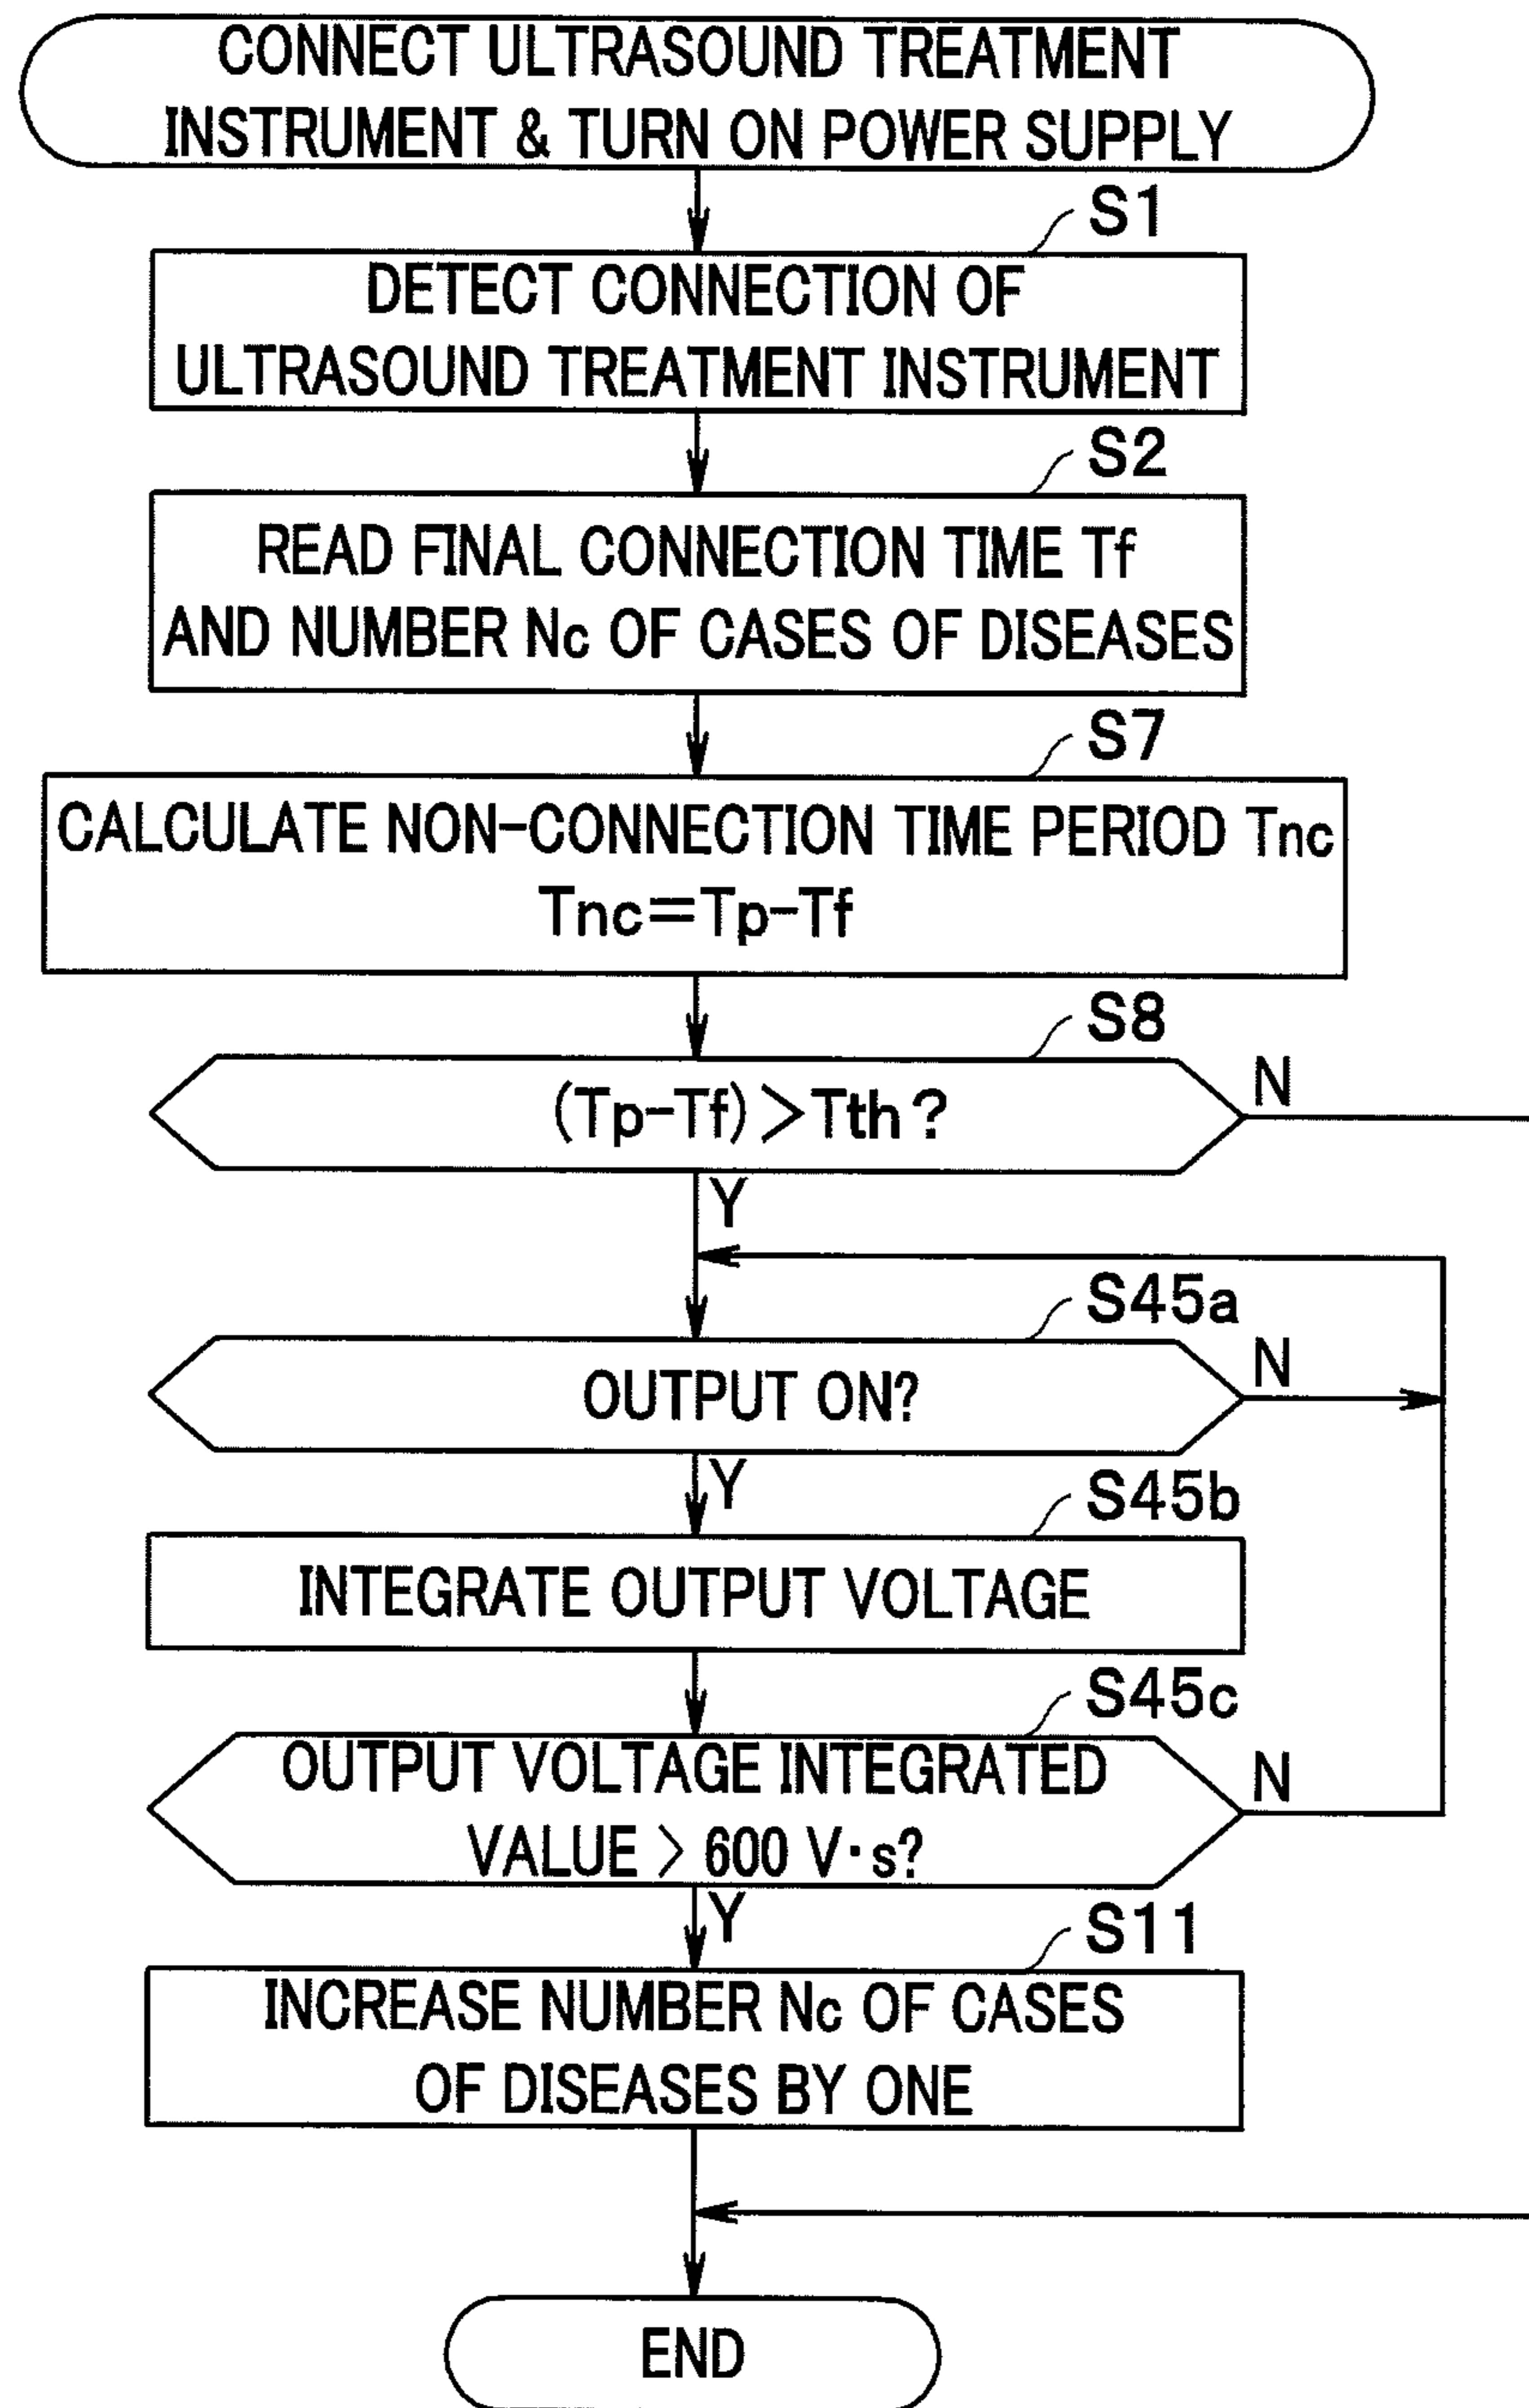 CONNECT ULTRASOUND TREATMENT
INSTRUMENT & TURN ON POWER SUPPLY
S1
DETECT CONNECTION OF
ULTRASOUND TREATMENT INSTRUMENT
S2
READ FINAL CONNECTION TIME Tf
AND NUMBER Nc OF CASES OF DISEASES
S7
CALCULATE NON-CONNECTION TIME PERIOD Tnc
Tnc=Tp-Tf
S8
(Tp-Tf)>Tth?
N
Y
S45a
OUTPUT ON?
N
Y
S45b
INTEGRATE OUTPUT VOLTAGE
S45c
OUTPUT VOLTAGE INTEGRATED
VALUE > 600 V·s?
N
Y
S11
INCREASE NUMBER Nc OF CASES
OF DISEASES BY ONE
END